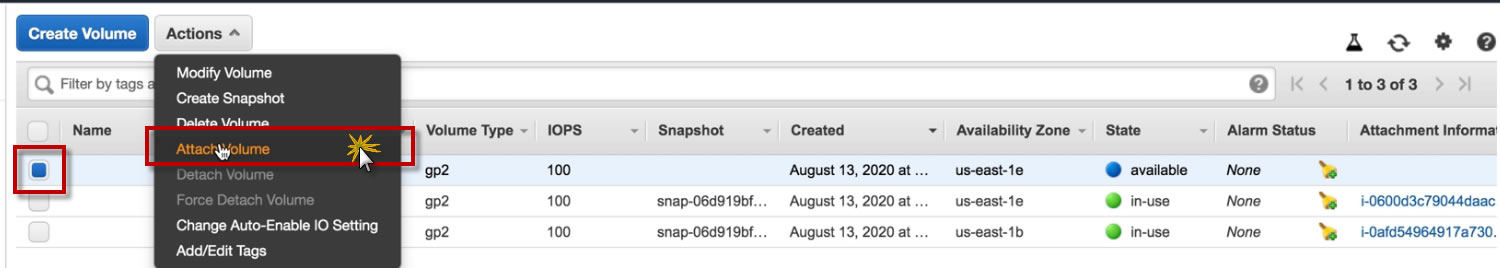 Create Volume Actions
Modify Volume
Filter by tags a 1 to 3 of 3
Create Snapshot
Delete Volume
Name Volume Type IOPS Snapshot Created Availability Zone State Alarm Status Attachment Informat
Attach Volume
gp2 100 August 13, 2020 at ... us-east-1e available None
Detach Volume
Force Detach Volume
gp2 100 snap-06d919bf... August 13, 2020 at ... us-east-1e in-use None i-0600d3c79044daac
Change Auto-Enable IO Setting
gp2 100 snap-06d919bf... August 13, 2020 at ... us-east-1b in-use None i-0afd54964917a730.
Add/Edit Tags